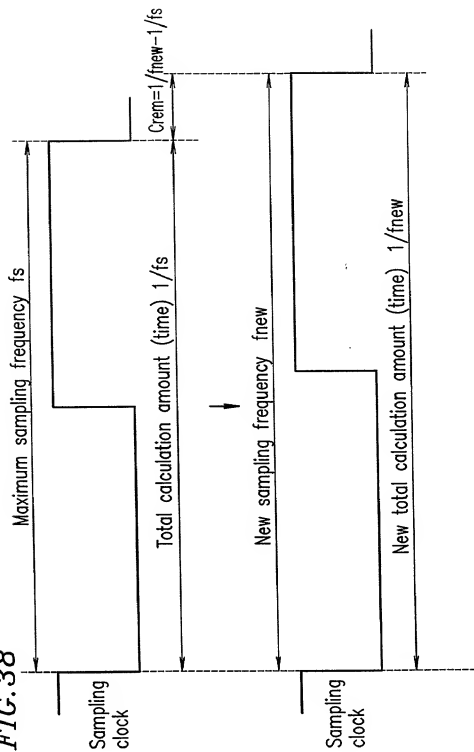 FIG. 38
Maximum sampling frequency fs
Sampling
clock
Total calculation amount (time) 1/fs
Crem=1/fnew-1/fs
New sampling frequency fnew
Sampling
clock
New total calculation amount (time) 1/fnew